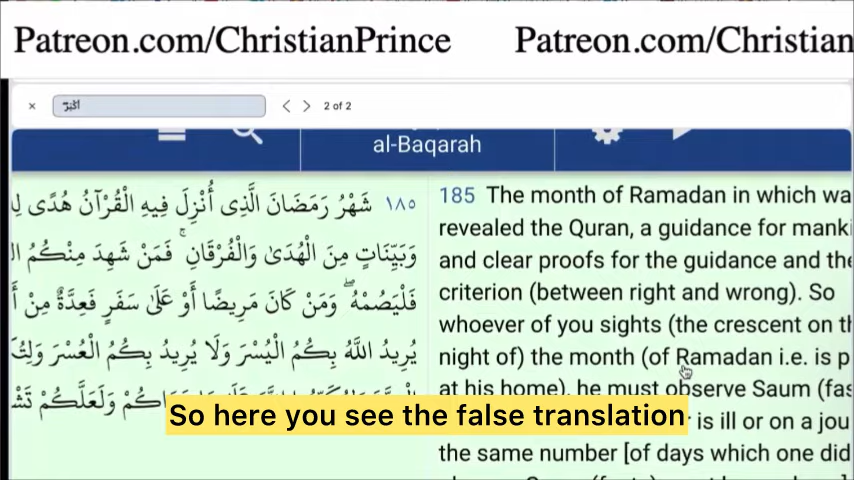 Patreon.com/ChristianPrince Patreon.com/Christian
× أكبر < > 2 of 2
al-Baqarah
١٨٥ شَهْرُ رَمَضَانَ الَّذِي أُنْزِلَ فِيهِ الْقُرْآنُ هُدًى
وَبَيِّنَاتٍ مِنَ الْهُدَىٰ وَالْفُرْقَانِ ۚ فَمَنْ شَهِدَ مِنْكُمُ
فَلْيَصُمْهُ ۖ وَمَنْ كَانَ مَرِيضًا أَوْ عَلَىٰ سَفَرٍ فَعِدَّةٌ مِنْ
يُرِيدُ اللَّهُ بِكُمُ الْيُسْرَ وَلَا يُرِيدُ بِكُمُ الْعُسْرَ
وَلَعَلَّكُمْ
185 The month of Ramadan in which wa
revealed the Quran, a guidance for manki
and clear proofs for the guidance and the
criterion (between right and wrong). So
whoever of you sights (the crescent on th
night of) the month (of Ramadan i.e. is p
at his home), he must observe Saum (fas
is ill or on a jou
the same number [of days which one did
So here you see the false translation